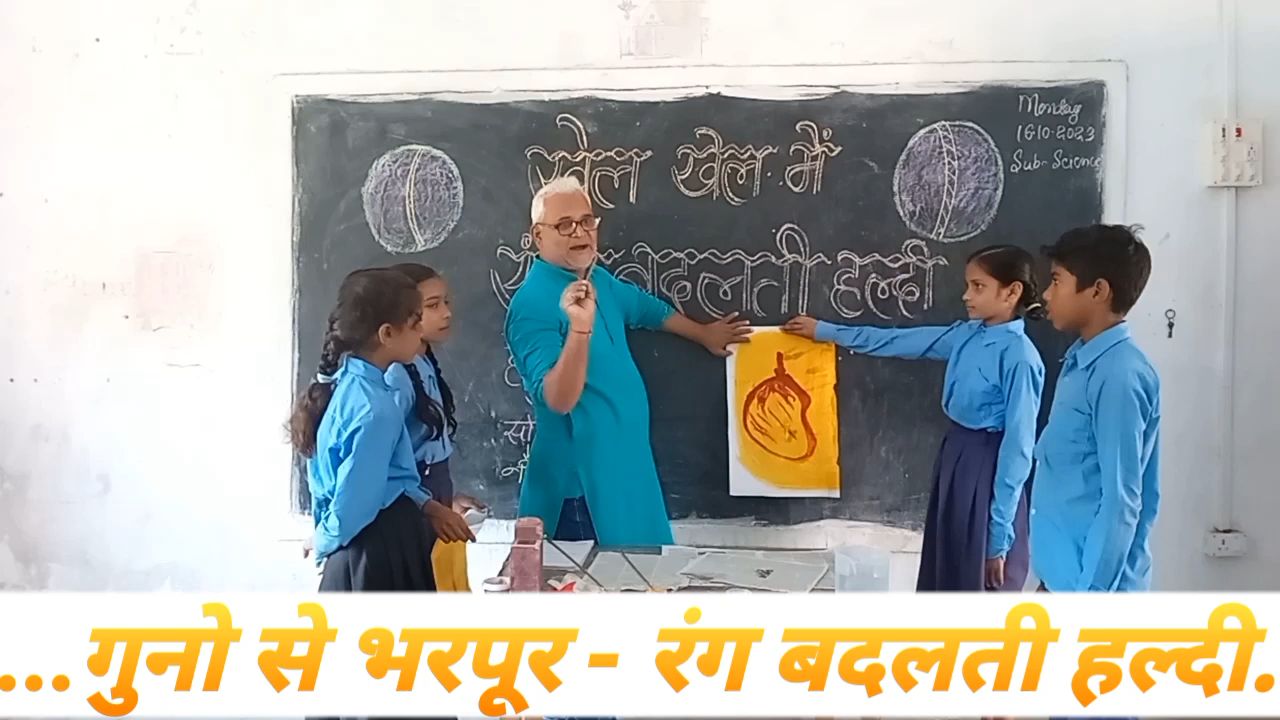 खेल खेल में
Monday
16-10-2023
Sub- Science
बदलती हल्दी
...गुनो से भरपूर - रंग बदलती हल्दी.